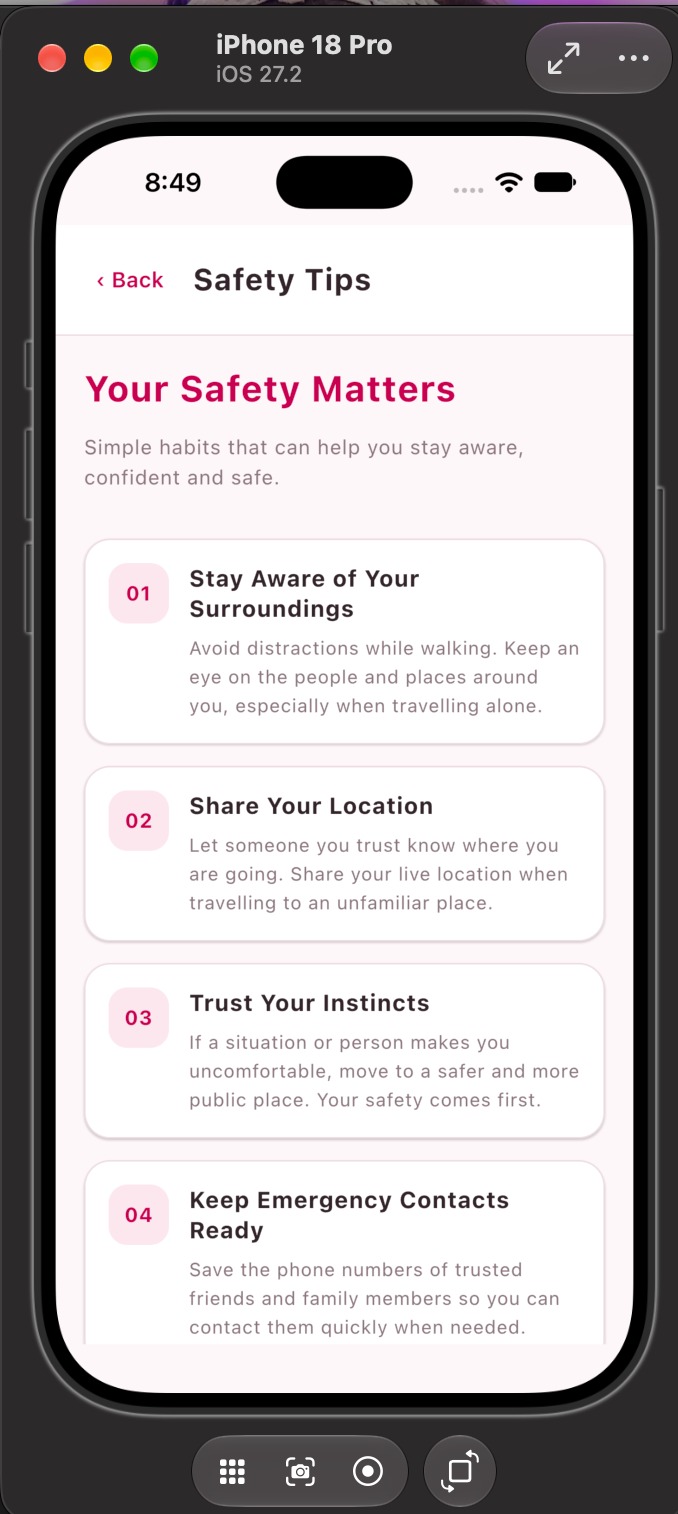 iPhone 18 Pro
iOS 27.2
8:49
‹ Back Safety Tips
Your Safety Matters
Simple habits that can help you stay aware,
confident and safe.
01
Stay Aware of Your
Surroundings
Avoid distractions while walking. Keep an
eye on the people and places around
you, especially when travelling alone.
02
Share Your Location
Let someone you trust know where you
are going. Share your live location when
travelling to an unfamiliar place.
03
Trust Your Instincts
If a situation or person makes you
uncomfortable, move to a safer and more
public place. Your safety comes first.
04
Keep Emergency Contacts
Ready
Save the phone numbers of trusted
friends and family members so you can
contact them quickly when needed.